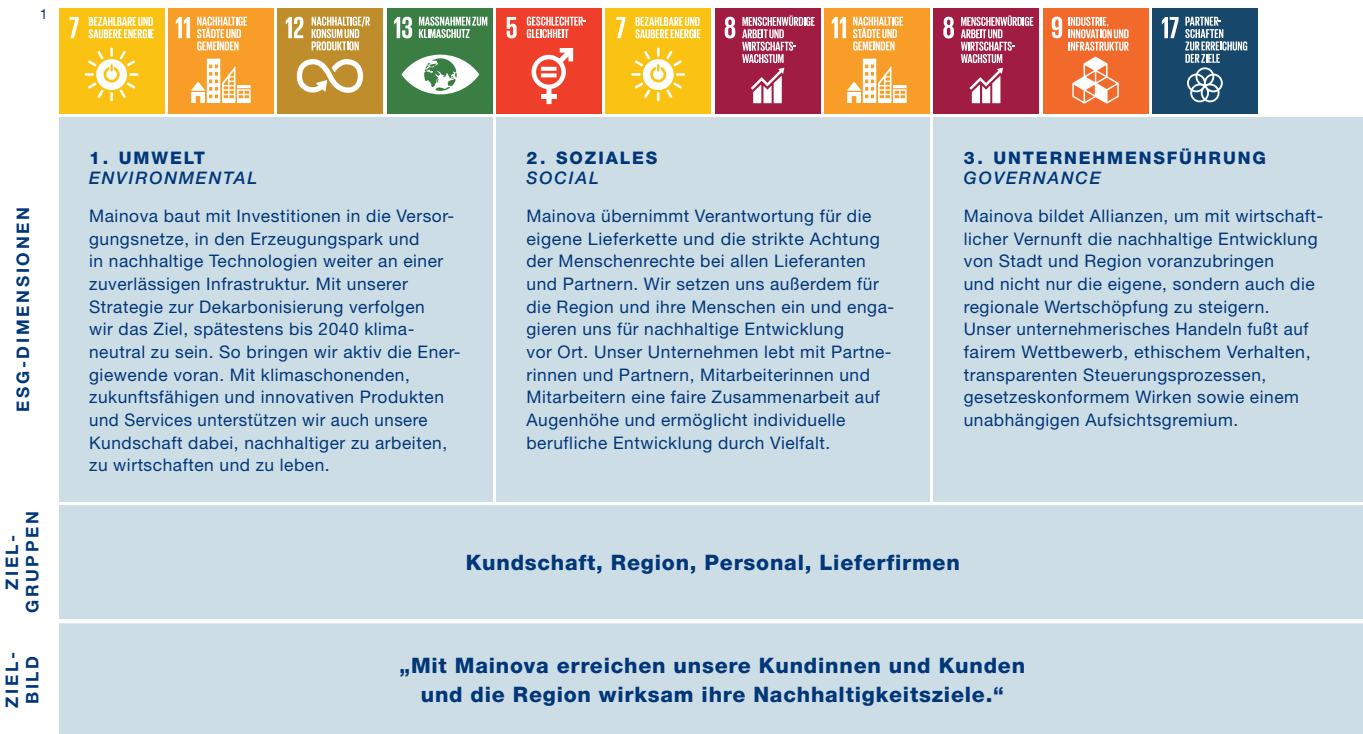 1
7 BEZAHLBARE UND
SAUBERE ENERGIE
11 NACHHALTIGE
STÄDTE UND
GEMEINDEN
12 NACHHALTIGE/R
KONSUM UND
PRODUKTION
13 MASSNAHMEN ZUM
KLIMASCHUTZ
5 GESCHLECHTER-
GLEICHHEIT
7 BEZAHLBARE UND
SAUBERE ENERGIE
8 MENSCHENWÜRDIGE
ARBEIT UND
WIRTSCHAFTS-
WACHSTUM
11 NACHHALTIGE
STÄDTE UND
GEMEINDEN
8 MENSCHENWÜRDIGE
ARBEIT UND
WIRTSCHAFTS-
WACHSTUM
9 INDUSTRIE,
INNOVATION UND
INFRASTRUKTUR
17 PARTNER-
SCHAFTEN
ZUR ERREICHUNG
DER ZIELE
ESG-DIMENSIONEN
1. UMWELT
ENVIRONMENTAL
Mainova baut mit Investitionen in die Versor-
gungsnetze, in den Erzeugungspark und
in nachhaltige Technologien weiter an einer
zuverlässigen Infrastruktur. Mit unserer
Strategie zur Dekarbonisierung verfolgen
wir das Ziel, spätestens bis 2040 klima-
neutral zu sein. So bringen wir aktiv die Ener-
giewende voran. Mit klimaschonenden,
zukunftsfähigen und innovativen Produkten
und Services unterstützen wir auch unsere
Kundschaft dabei, nachhaltiger zu arbeiten,
zu wirtschaften und zu leben.
2. SOZIALES
SOCIAL
Mainova übernimmt Verantwortung für die
eigene Lieferkette und die strikte Achtung
der Menschenrechte bei allen Lieferanten
und Partnern. Wir setzen uns außerdem für
die Region und ihre Menschen ein und enga-
gieren uns für nachhaltige Entwicklung
vor Ort. Unser Unternehmen lebt mit Partne-
rinnen und Partnern, Mitarbeiterinnen und
Mitarbeitern eine faire Zusammenarbeit auf
Augenhöhe und ermöglicht individuelle
berufliche Entwicklung durch Vielfalt.
3. UNTERNEHMENSFÜHRUNG
GOVERNANCE
Mainova bildet Allianzen, um mit wirtschaft-
licher Vernunft die nachhaltige Entwicklung
von Stadt und Region voranzubringen
und nicht nur die eigene, sondern auch die
regionale Wertschöpfung zu steigern.
Unser unternehmerisches Handeln fußt auf
fairem Wettbewerb, ethischem Verhalten,
transparenten Steuerungsprozessen,
gesetzeskonformem Wirken sowie einem
unabhängigen Aufsichtsgremium.
ZIEL-
GRUPPEN
Kundschaft, Region, Personal, Lieferfirmen
ZIEL-
BILD
„Mit Mainova erreichen unsere Kundinnen und Kunden
und die Region wirksam ihre Nachhaltigkeitsziele.“